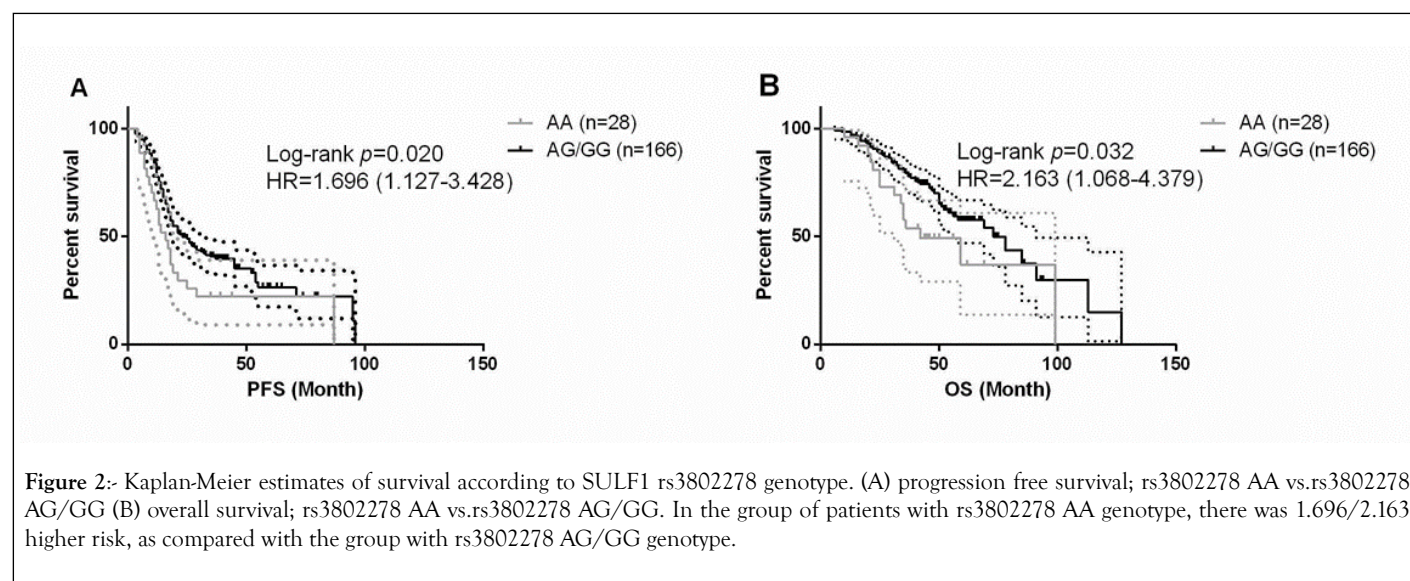 A
Percent survival
100
50
0
0 50 100 150
PFS (Month)
Log-rank p=0.020
HR=1.696 (1.127-3.428)
AA (n=28)
AG/GG (n=166)
B
Percent survival
100
50
0
0 50 100 150
OS (Month)
Log-rank p=0.032
HR=2.163 (1.068-4.379)
AA (n=28)
AG/GG (n=166)
Figure 2:- Kaplan-Meier estimates of survival according to SULF1 rs3802278 genotype. (A) progression free survival; rs3802278 AA vs.rs3802278
AG/GG (B) overall survival; rs3802278 AA vs.rs3802278 AG/GG. In the group of patients with rs3802278 AA genotype, there was 1.696/2.163
higher risk, as compared with the group with rs3802278 AG/GG genotype.